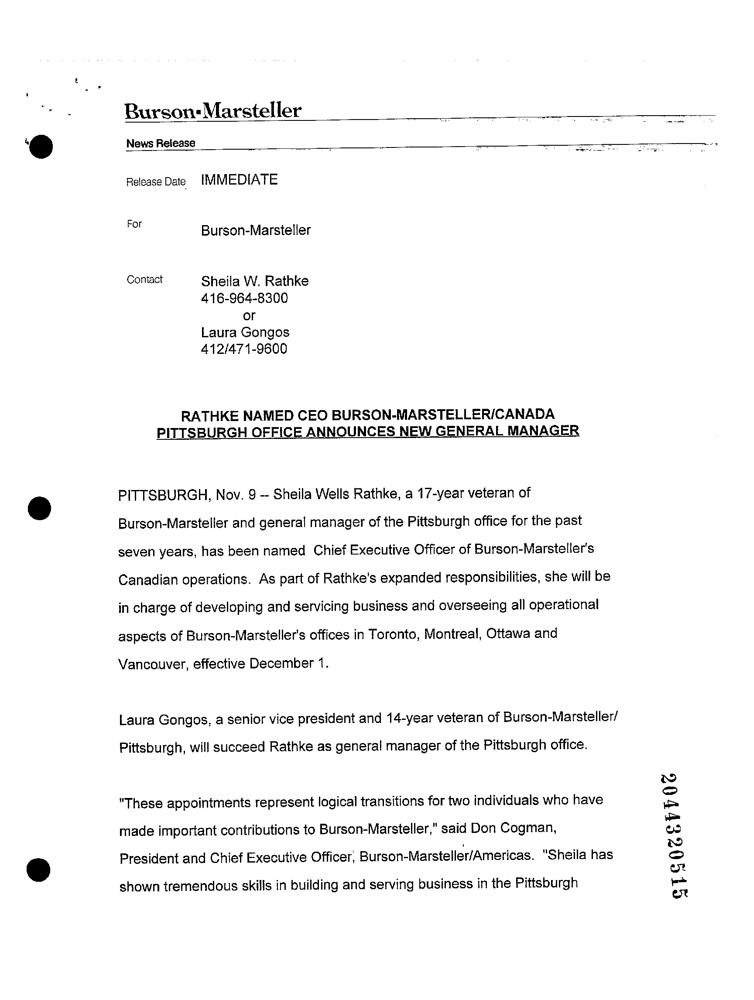 Burson▪Marsteller
News Release
Release Date IMMEDIATE
For
Burson-Marsteller
Contact Sheila W. Rathke
416-964-8300
or
Laura Gongos
412/471-9600
RATHKE NAMED CEO BURSON-MARSTELLER/CANADA
PITTSBURGH OFFICE ANNOUNCES NEW GENERAL MANAGER
PITTSBURGH, Nov. 9 -- Sheila Wells Rathke, a 17-year veteran of
Burson-Marsteller and general manager of the Pittsburgh office for the past
seven years, has been named Chief Executive Officer of Burson-Marsteller's
Canadian operations. As part of Rathke's expanded responsibilities, she will be
in charge of developing and servicing business and overseeing all operational
aspects of Burson-Marsteller's offices in Toronto, Montreal, Ottawa and
Vancouver, effective December 1.
Laura Gongos, a senior vice president and 14-year veteran of Burson-Marsteller/
Pittsburgh, will succeed Rathke as general manager of the Pittsburgh office.
"These appointments represent logical transitions for two individuals who have
made important contributions to Burson-Marsteller," said Don Cogman,
President and Chief Executive Officer, Burson-Marsteller/Americas. "Sheila has
shown tremendous skills in building and serving business in the Pittsburgh
2044320515